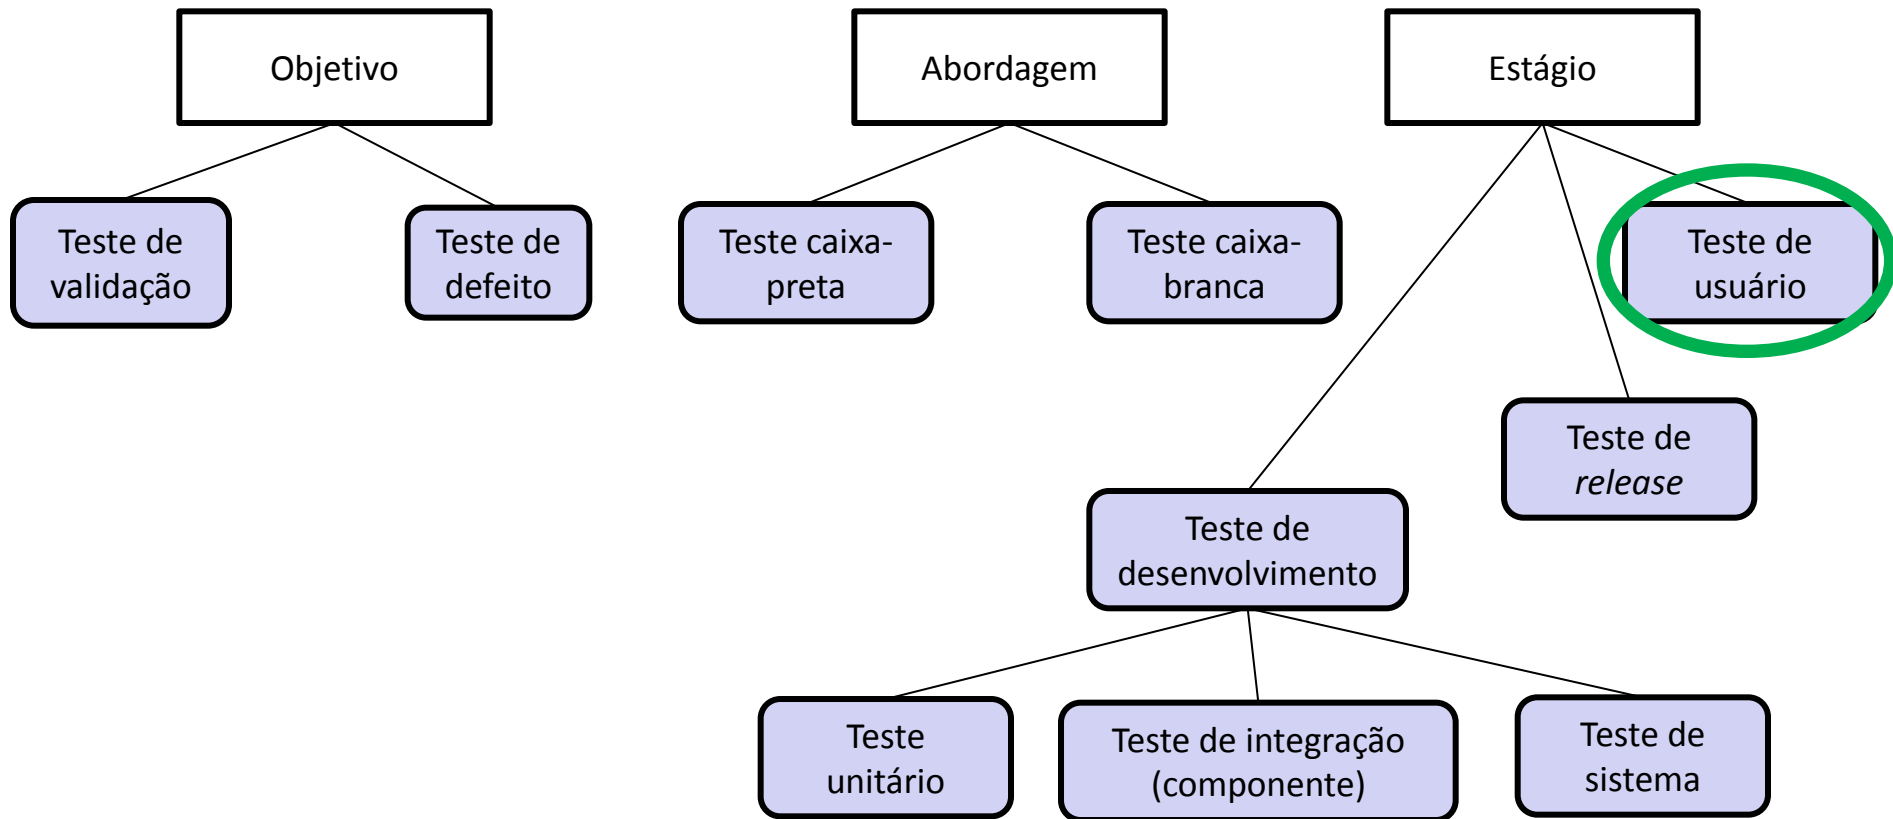 Objetivo
Abordagem
Estágio
Teste de
validação
Teste de
defeito
Teste caixa-
preta
Teste caixa-
branca
Teste de
usuário
Teste de
release
Teste de
desenvolvimento
Teste
unitário
Teste de integração
(componente)
Teste de
sistema